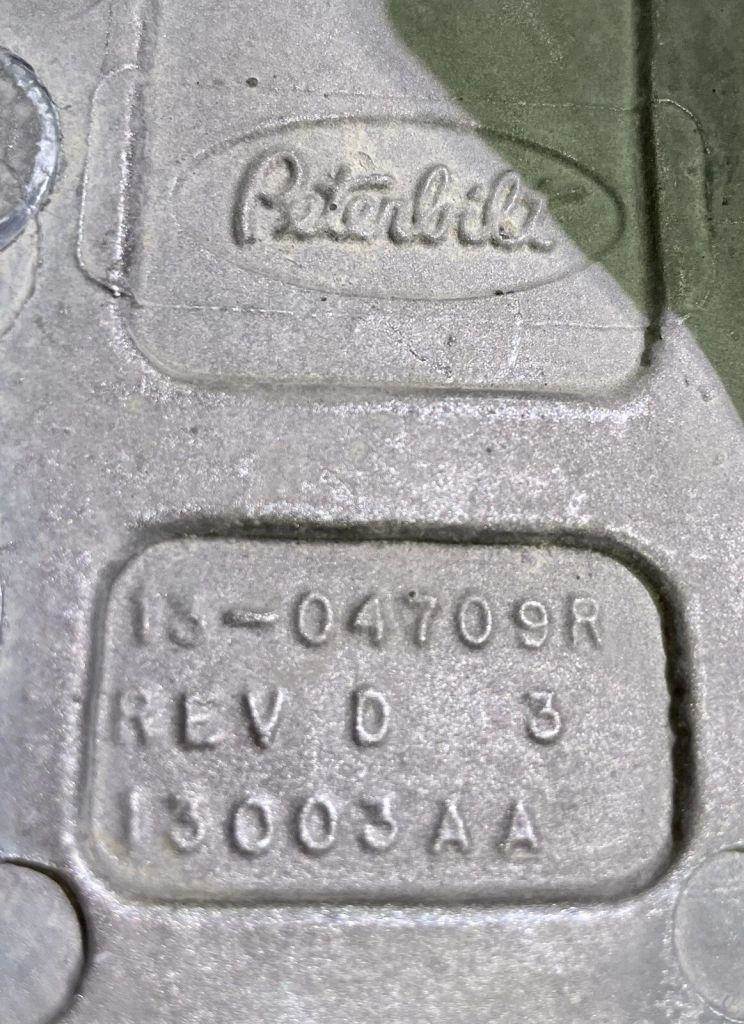 Peterbilt
13-04709R
REV D 3
13003AA